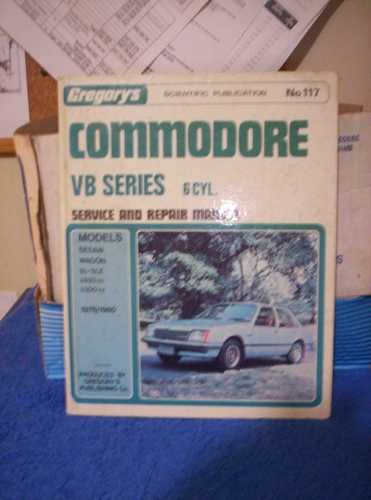 Gregory's
SCIENTIFIC PUBLICATION
No 117
COMMODORE
VB SERIES 6 CYL.
SERVICE AND REPAIR MANUAL
MODELS
SEDAN
WAGON
SL-SLE
1978/1980
PRODUCED BY
GREGORY'S
PUBLISHING Co.